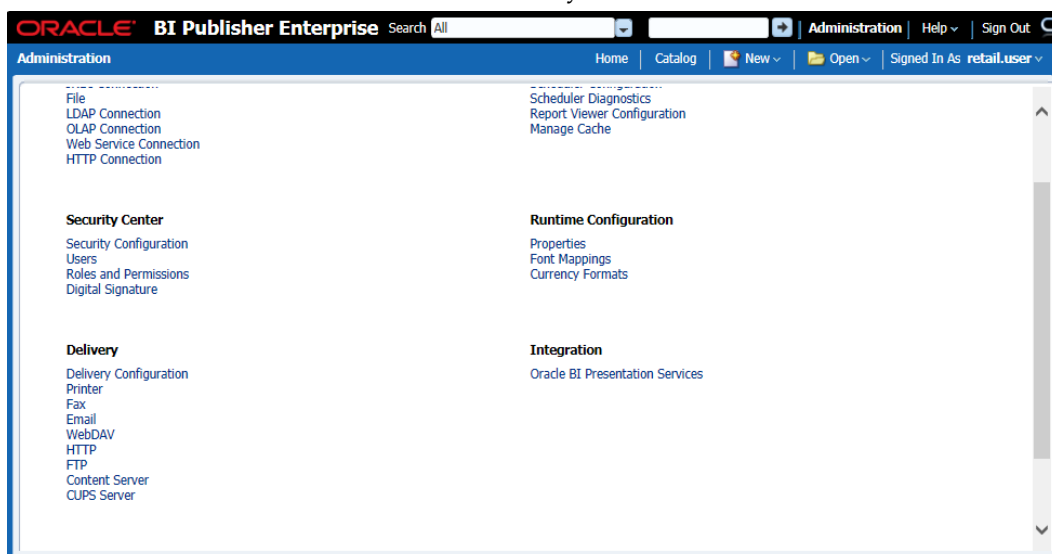 ORACLE BI Publisher Enterprise Search All Administration Help Sign Out
Administration Home Catalog New Open Signed In As retail.user
File
LDAP Connection
OLAP Connection
Web Service Connection
HTTP Connection
Scheduler Diagnostics
Report Viewer Configuration
Manage Cache
Security Center
Security Configuration
Users
Roles and Permissions
Digital Signature
Runtime Configuration
Properties
Font Mappings
Currency Formats
Delivery
Delivery Configuration
Printer
Fax
Email
WebDAV
HTTP
FTP
Content Server
CUPS Server
Integration
Oracle BI Presentation Services